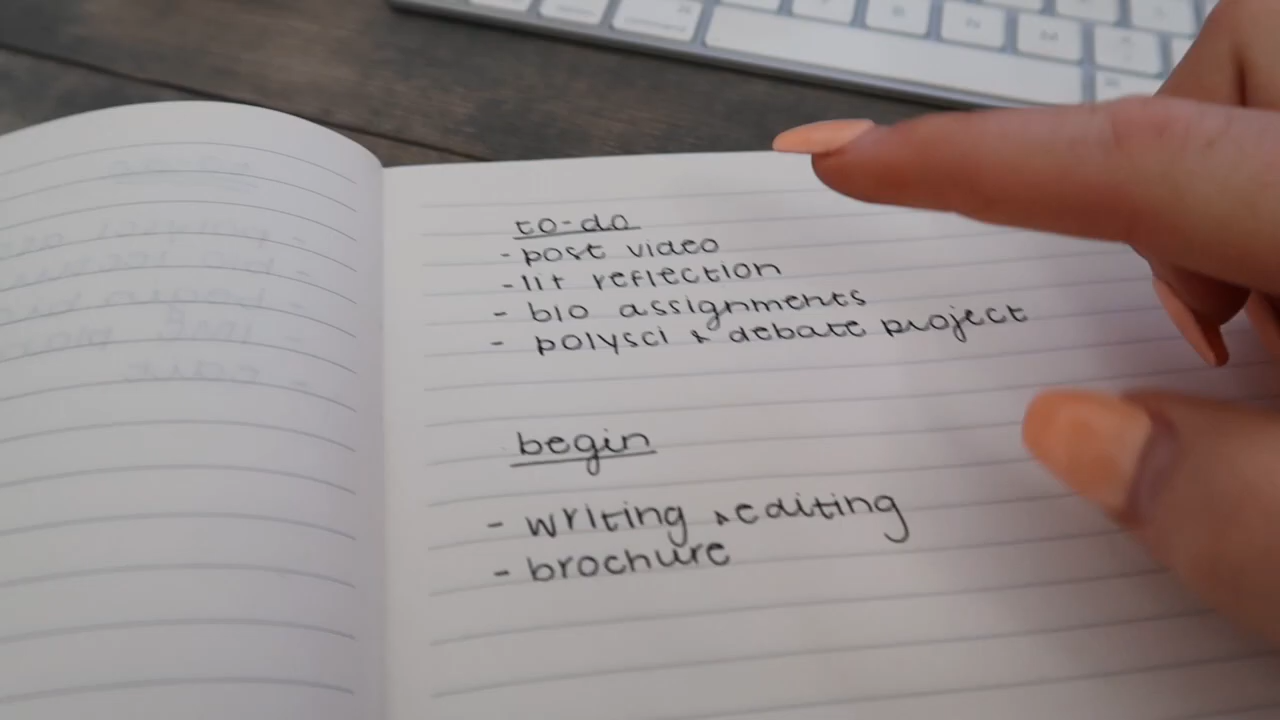 to-do
- post video
- lit reflection
- bio assignments
- polysci & debate project
begin
- writing & editing
- brochure